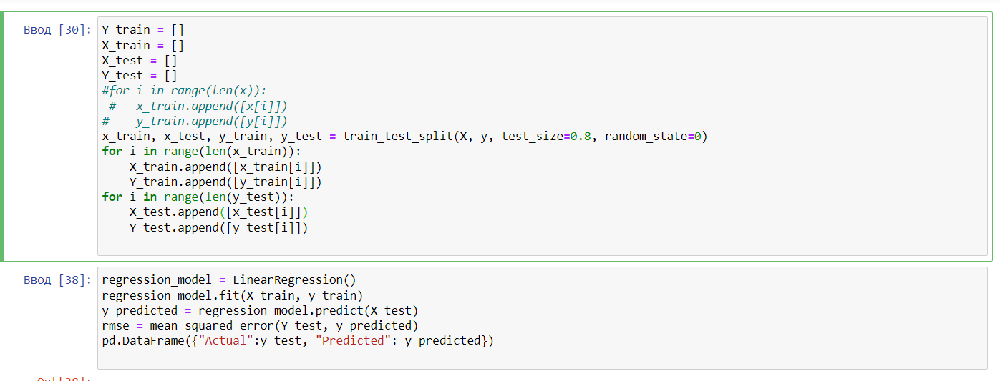 Ввод [30]: Y_train = []
X_train = []
X_test = []
Y_test = []
#for i in range(len(x)):
 #   x_train.append([x[i]])
#    y_train.append([y[i]])
x_train, x_test, y_train, y_test = train_test_split(X, y, test_size=0.8, random_state=0)
for i in range(len(x_train)):
    X_train.append([x_train[i]])
    Y_train.append([y_train[i]])
for i in range(len(y_test)):
    X_test.append([x_test[i]])
    Y_test.append([y_test[i]])
Ввод [38]: regression_model = LinearRegression()
regression_model.fit(X_train, y_train)
y_predicted = regression_model.predict(X_test)
rmse = mean_squared_error(Y_test, y_predicted)
pd.DataFrame({"Actual":y_test, "Predicted": y_predicted})
Out[38]: